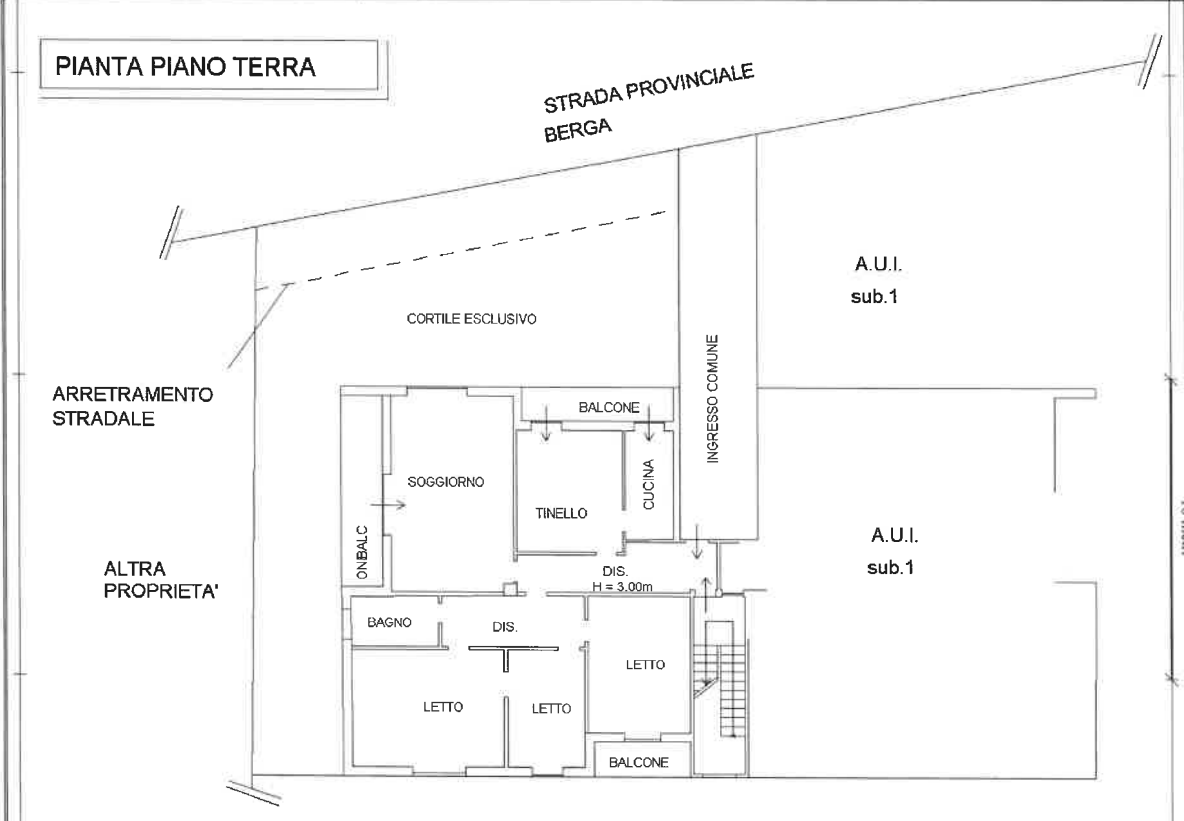 PIANTA PIANO TERRA
STRADA PROVINCIALE
BERGA
A.U.I.
sub.1
CORTILE ESCLUSIVO
INGRESSO COMUNE
ARRETRAMENTO
STRADALE
BALCONE
SOGGIORNO
TINELLO
CUCINA
ONBALC
A.U.I.
sub.1
ALTRA
PROPRIETA'
DIS.
H = 3.00m
BAGNO
DIS.
LETTO
LETTO
LETTO
BALCONE